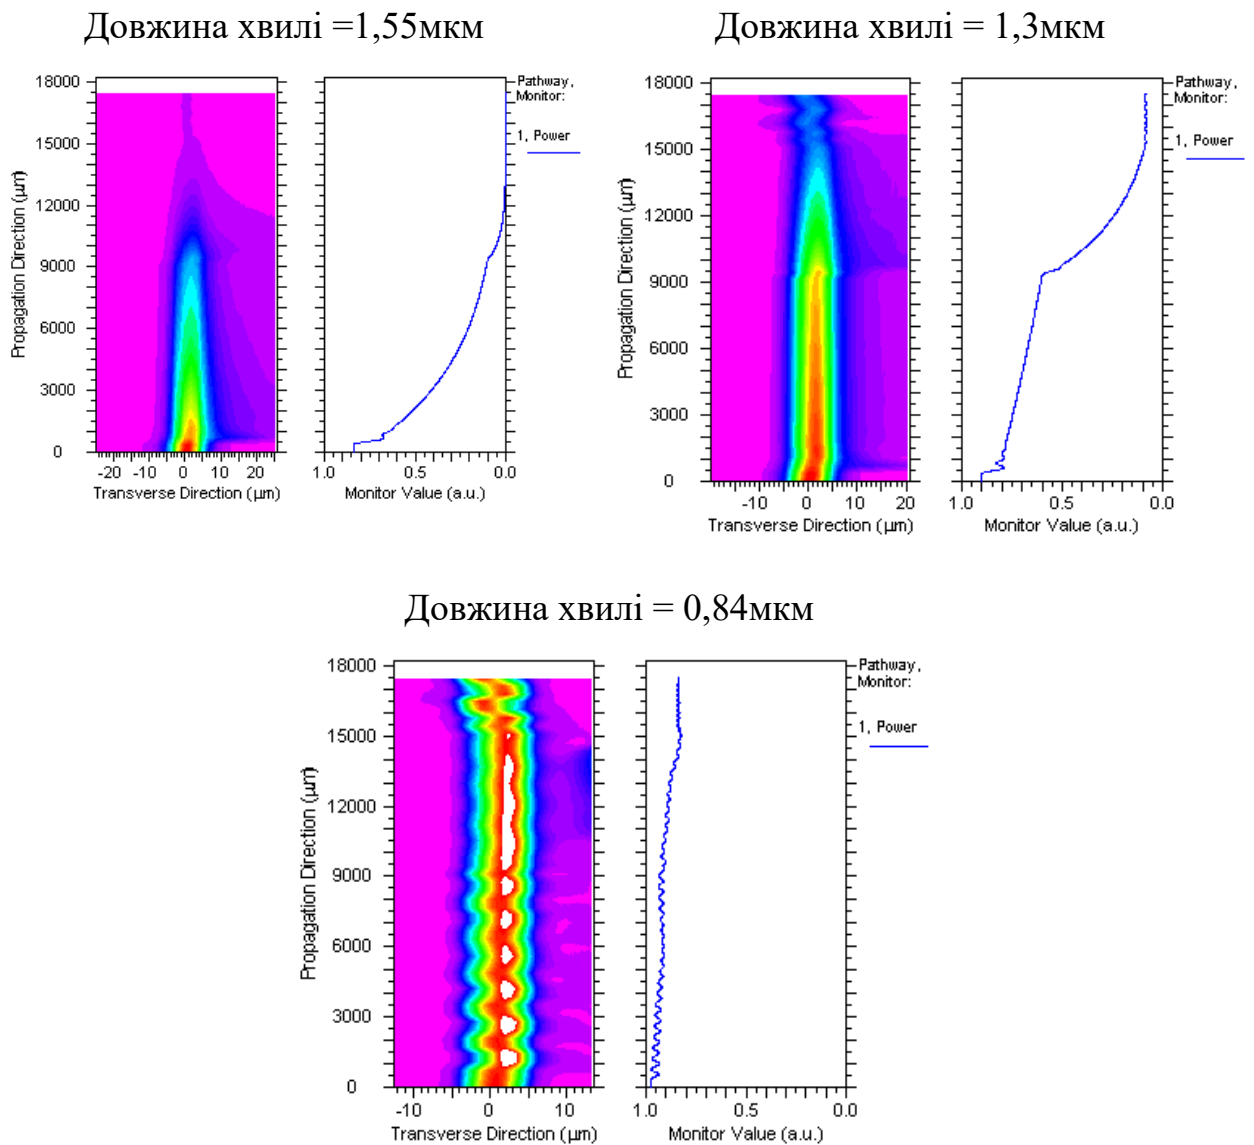 Довжина хвилі =1,55мкм
Довжина хвилі = 1,3мкм
18000
15000
12000
9000
6000
3000
0
Propagation Direction (μm)
-20 -10 0 10 20
Transverse Direction (μm)
1.0 0.5 0.0
Monitor Value (a.u.)
Pathway,
Monitor:
1, Power
18000
15000
12000
9000
6000
3000
0
Propagation Direction (μm)
-10 0 10 20
Transverse Direction (μm)
1.0 0.5 0.0
Monitor Value (a.u.)
Pathway,
Monitor:
1, Power
Довжина хвилі = 0,84мкм
18000
15000
12000
9000
6000
3000
0
Propagation Direction (μm)
-10 0 10
Transverse Direction (μm)
1.0 0.5 0.0
Monitor Value (a.u.)
Pathway,
Monitor:
1, Power